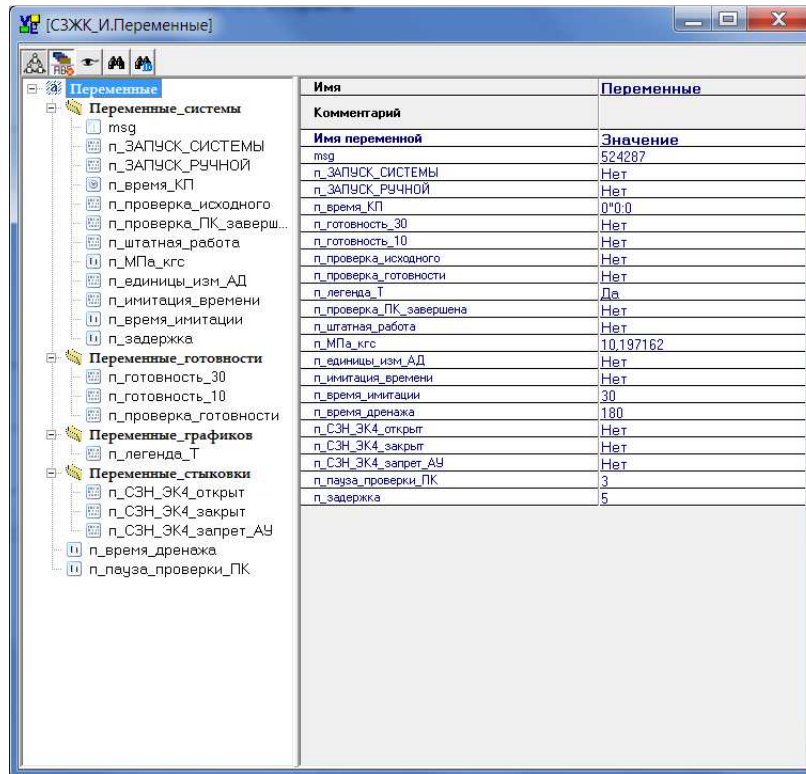 [СЗЖК_И.Переменные]
Переменные
Переменные_системы
msg
п_ЗАПУСК_СИСТЕМЫ
п_ЗАПУСК_РУЧНОЙ
п_время_КП
п_проверка_исходного
п_проверка_ПК_заверш...
п_штатная_работа
п_МПа_кгс
п_единицы_изм_АД
п_имитация_времени
п_время_имитации
п_задержка
Переменные_готовности
п_готовность_30
п_готовность_10
п_проверка_готовности
Переменные_графиков
п_легенда_Т
Переменные_стыковки
п_СЗН_ЭК4_открыт
п_СЗН_ЭК4_закрыт
п_СЗН_ЭК4_запрет_АУ
п_время_дренажа
п_пауза_проверки_ПК
Имя Переменные
Комментарий
Имя переменной Значение
msg 524287
п_ЗАПУСК_СИСТЕМЫ Нет
п_ЗАПУСК_РУЧНОЙ Нет
п_время_КП 0"0:0
п_готовность_30 Нет
п_готовность_10 Нет
п_проверка_исходного Нет
п_проверка_готовности Нет
п_легенда_Т Да
п_проверка_ПК_завершена Нет
п_штатная_работа Нет
п_МПа_кгс 10,197162
п_единицы_изм_АД Нет
п_имитация_времени Нет
п_время_имитации 30
п_время_дренажа 180
п_СЗН_ЭК4_открыт Нет
п_СЗН_ЭК4_закрыт Нет
п_СЗН_ЭК4_запрет_АУ Нет
п_пауза_проверки_ПК 3
п_задержка 5